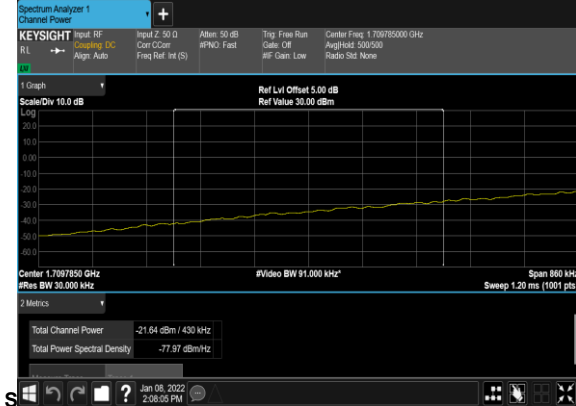 Spectrum Analyzer 1
Channel Power
+
KEYSIGHT
RL
Input: RF
Coupling: DC
Align: Auto
Input Z: 50 Ω
Corr CCorr
Freq Ref: Int (S)
Atten: 50 dB
#PNO: Fast
Trig: Free Run
Gate: Off
#IF Gain: Low
Center Freq: 1.709785000 GHz
Avg|Hold: 500/500
Radio Std: None
1 Graph
Scale/Div 10.0 dB
Ref Lvl Offset 5.00 dB
Ref Value 30.00 dBm
Log
20.0
10.0
0.00
-10.0
-20.0
-30.0
-40.0
-50.0
-60.0
Center 1.7097850 GHz
#Res BW 30.000 kHz
#Video BW 91.000 kHz*
Span 860 kHz
Sweep 1.20 ms (1001 pts
2 Metrics
Total Channel Power -21.64 dBm / 430 kHz
Total Power Spectral Density -77.97 dBm/Hz
S
?
Jan 08, 2022
2:08:05 PM